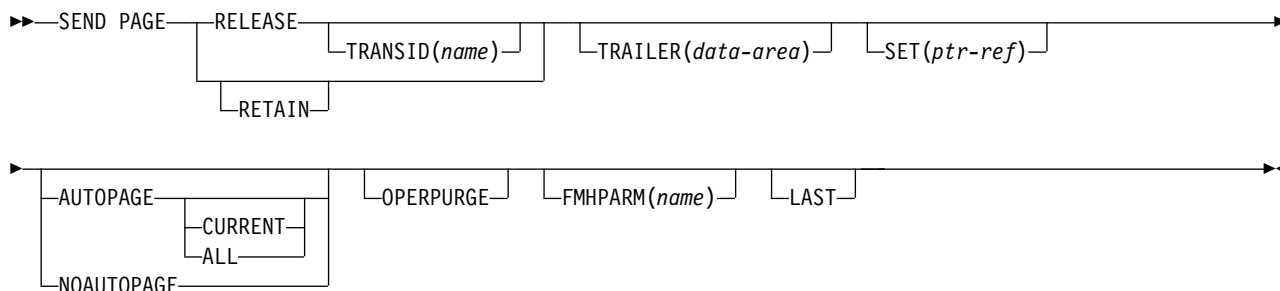 SEND PAGE RELEASE
TRANSID(name) TRAILER(data-area) SET(ptr-ref)
RETAIN
AUTOPAGE OPERPURGE FMHPARM(name) LAST
CURRENT
ALL
NOAUTOPAGE